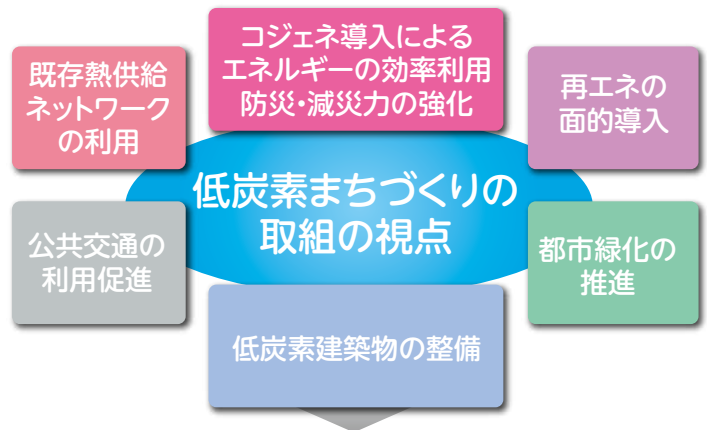 コジェネ導入による
エネルギーの効率利用
防災・減災力の強化
既存熱供給
ネットワーク
の利用
再エネの
面的導入
低炭素まちづくりの
取組の視点
公共交通の
利用促進
都市緑化の
推進
低炭素建築物の整備